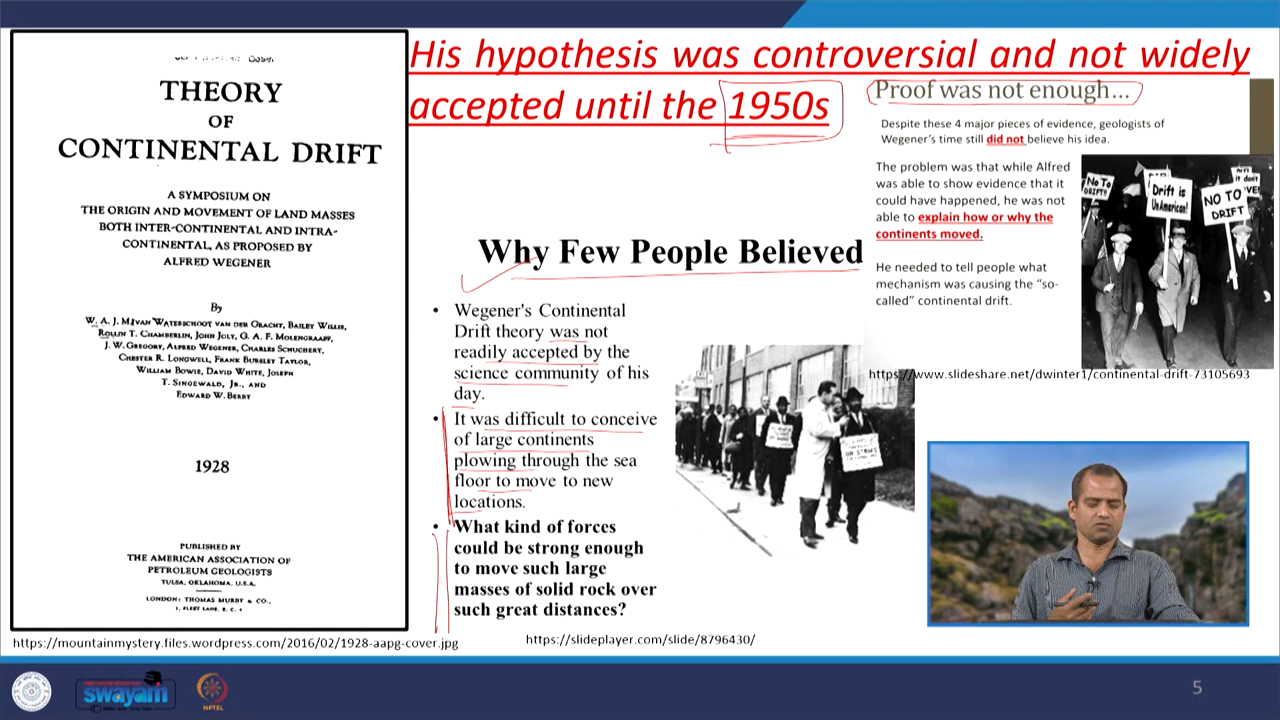 His hypothesis was controversial and not widely
accepted until the 1950s
THEORY
OF
CONTINENTAL DRIFT
A SYMPOSIUM ON
THE ORIGIN AND MOVEMENT OF LAND MASSES
BOTH INTER-CONTINENTAL AND INTRA-
CONTINENTAL, AS PROPOSED BY
ALFRED WEGENER
By
W. A. J. M. VAN WATERSCHOOT VAN DER GRACHT, BAILEY WILLIS,
ROLLIN T. CHAMBERLIN, JOHN JOLY, G. A. F. MOLENGRAAFF,
J. W. GREGORY, ALFRED WEGENER, CHARLES SCHUCHERT,
CHESTER R. LONGWELL, FRANK BURSLEY TAYLOR,
WILLIAM BOWIE, DAVID WHITE, JOSEPH
T. SINGEWALD, JR., AND
EDWARD W. BERRY
1928
PUBLISHED BY
THE AMERICAN ASSOCIATION OF
PETROLEUM GEOLOGISTS
TULSA, OKLAHOMA, U.S.A.
LONDON: THOMAS MURBY & CO.,
1, FLEET LANE, E. C. 4
https://mountainmystery.files.wordpress.com/2016/02/1928-aapg-cover.jpg
Why Few People Believed
• Wegener's Continental
Drift theory was not
readily accepted by the
science community of his
day.
• It was difficult to conceive
of large continents
plowing through the sea
floor to move to new
locations.
• What kind of forces
could be strong enough
to move such large
masses of solid rock over
such great distances?
https://slideplayer.com/slide/8796430/
Proof was not enough...
Despite these 4 major pieces of evidence, geologists of
Wegener's time still did not believe his idea.
The problem was that while Alfred
was able to show evidence that it
could have happened, he was not
able to explain how or why the
continents moved.
He needed to tell people what
mechanism was causing the "so-
called" continental drift.
NO TO
DRIFT!
Drift is
UnAmerican!
NO TO
DRIFT
https://www.slideshare.net/dwinter1/continental-drift-73105693
swayam
NPTEL
5